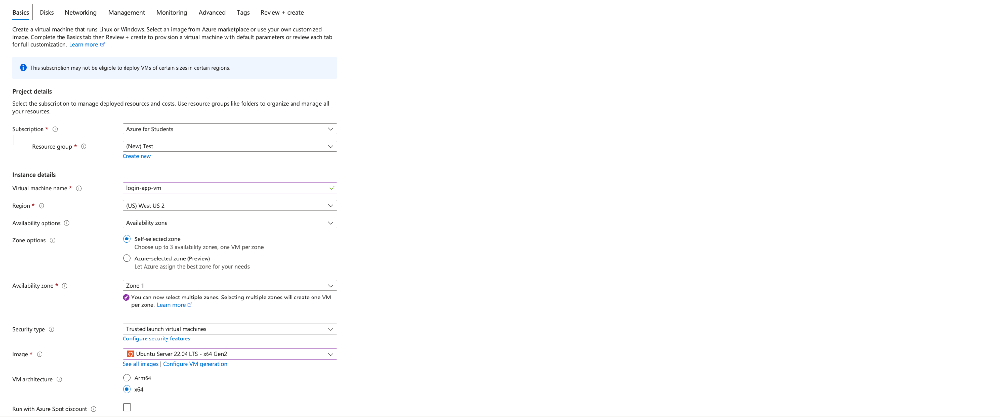 Basics Disks Networking Management Monitoring Advanced Tags Review + create
Create a virtual machine that runs Linux or Windows. Select an image from Azure marketplace or use your own customized
image. Complete the Basics tab then Review + create to provision a virtual machine with default parameters or review each tab
for full customization. Learn more
This subscription may not be eligible to deploy VMs of certain sizes in certain regions.
Project details
Select the subscription to manage deployed resources and costs. Use resource groups like folders to organize and manage all
your resources.
Subscription * Azure for Students
Resource group * (New) Test
Create new
Instance details
Virtual machine name * login-app-vm
Region * (US) West US 2
Availability options Availability zone
Zone options Self-selected zone
Choose up to 3 availability zones, one VM per zone
Azure-selected zone (Preview)
Let Azure assign the best zone for your needs
Availability zone * Zone 1
You can now select multiple zones. Selecting multiple zones will create one VM
per zone. Learn more
Security type Trusted launch virtual machines
Configure security features
Image * Ubuntu Server 22.04 LTS - x64 Gen2
See all images | Configure VM generation
VM architecture Arm64
x64
Run with Azure Spot discount